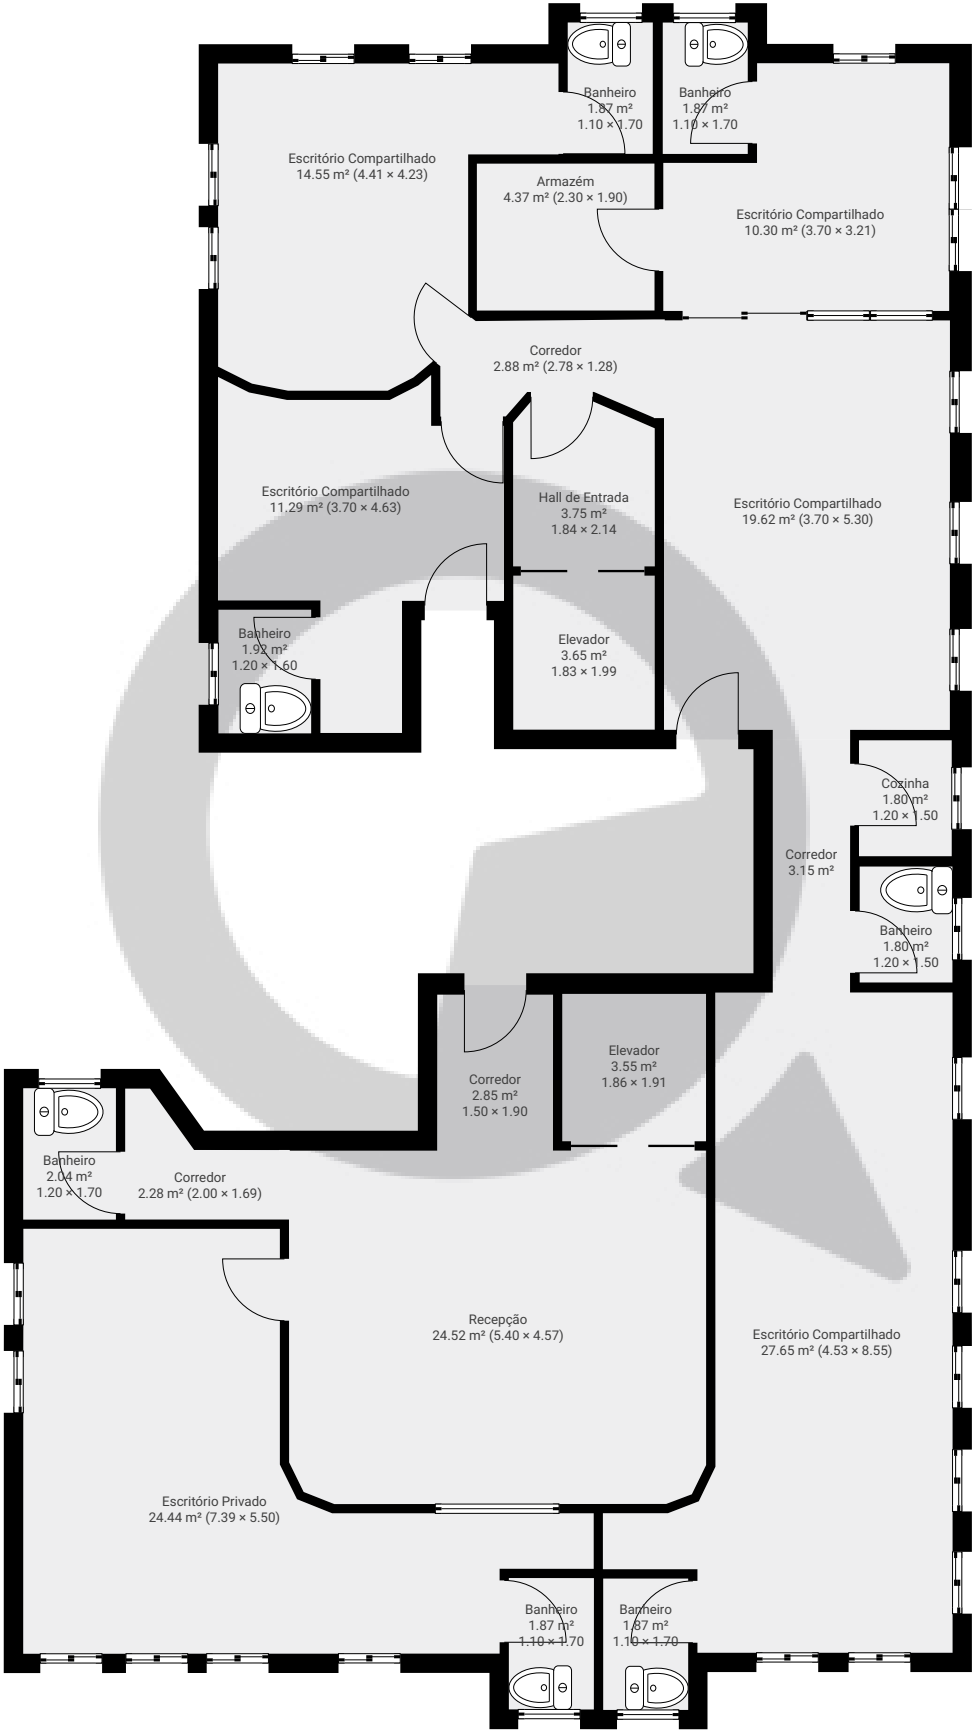 Banheiro
1.87 m²
1.10 × 1.70
Banheiro
1.87 m²
1.10 × 1.70
Escritório Compartilhado
14.55 m² (4.41 × 4.23)
Armazém
4.37 m² (2.30 × 1.90)
Escritório Compartilhado
10.30 m² (3.70 × 3.21)
Corredor
2.88 m² (2.78 × 1.28)
Escritório Compartilhado
11.29 m² (3.70 × 4.63)
Hall de Entrada
3.75 m²
1.84 × 2.14
Escritório Compartilhado
19.62 m² (3.70 × 5.30)
Banheiro
1.92 m²
1.20 × 1.60
Elevador
3.65 m²
1.83 × 1.99
Cozinha
1.80 m²
1.20 × 1.50
Corredor
3.15 m²
Banheiro
1.80 m²
1.20 × 1.50
Elevador
3.55 m²
1.86 × 1.91
Corredor
2.85 m²
1.50 × 1.90
Banheiro
2.04 m²
1.20 × 1.70
Corredor
2.28 m² (2.00 × 1.69)
Recepção
24.52 m² (5.40 × 4.57)
Escritório Compartilhado
27.65 m² (4.53 × 8.55)
Escritório Privado
24.44 m² (7.39 × 5.50)
Banheiro
1.87 m²
1.10 × 1.70
Banheiro
1.87 m²
1.10 × 1.70